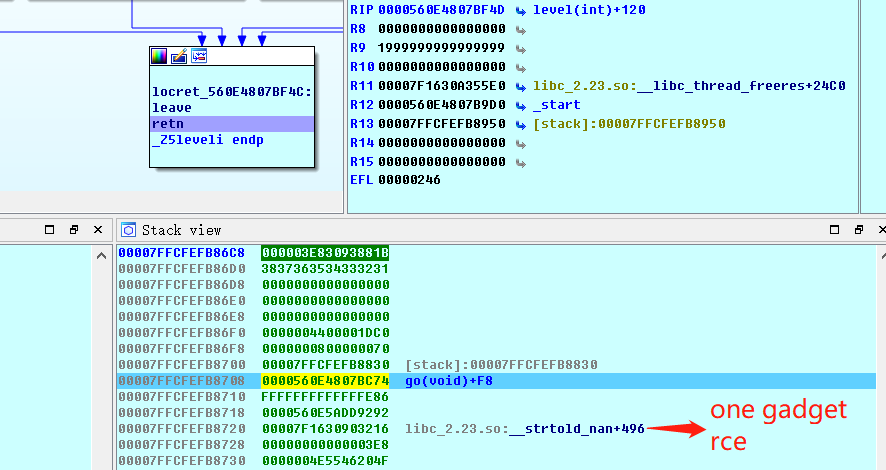 RIP 0000560E4807BF4D level(int)+120
R8 0000000000000000
R9 1999999999999999
R10 0000000000000000
R11 00007F1630A355E0 libc_2.23.so:__libc_thread_freeres+24C0
R12 0000560E4807B9D0 _start
R13 00007FFCFEFB8950 [stack]:00007FFCFEFB8950
R14 0000000000000000
R15 0000000000000000
EFL 00000246
locret_560E4807BF4C:
leave
retn
_Z5leveli endp
Stack view
00007FFCFEFB86C8 000003E83093881B
00007FFCFEFB86D0 3837363534333231
00007FFCFEFB86D8 0000000000000000
00007FFCFEFB86E0 0000000000000000
00007FFCFEFB86E8 0000000000000000
00007FFCFEFB86F0 0000004400001DC0
00007FFCFEFB86F8 0000000800000070
00007FFCFEFB8700 00007FFCFEFB8830 [stack]:00007FFCFEFB8830
00007FFCFEFB8708 0000560E4807BC74 go(void)+F8
00007FFCFEFB8710 FFFFFFFFFFFFFE86
00007FFCFEFB8718 0000560E5ADD9292
00007FFCFEFB8720 00007F1630903216 libc_2.23.so:__strtold_nan+496
00007FFCFEFB8728 00000000000003E8
00007FFCFEFB8730 0000004E5546204F
one gadget
rce